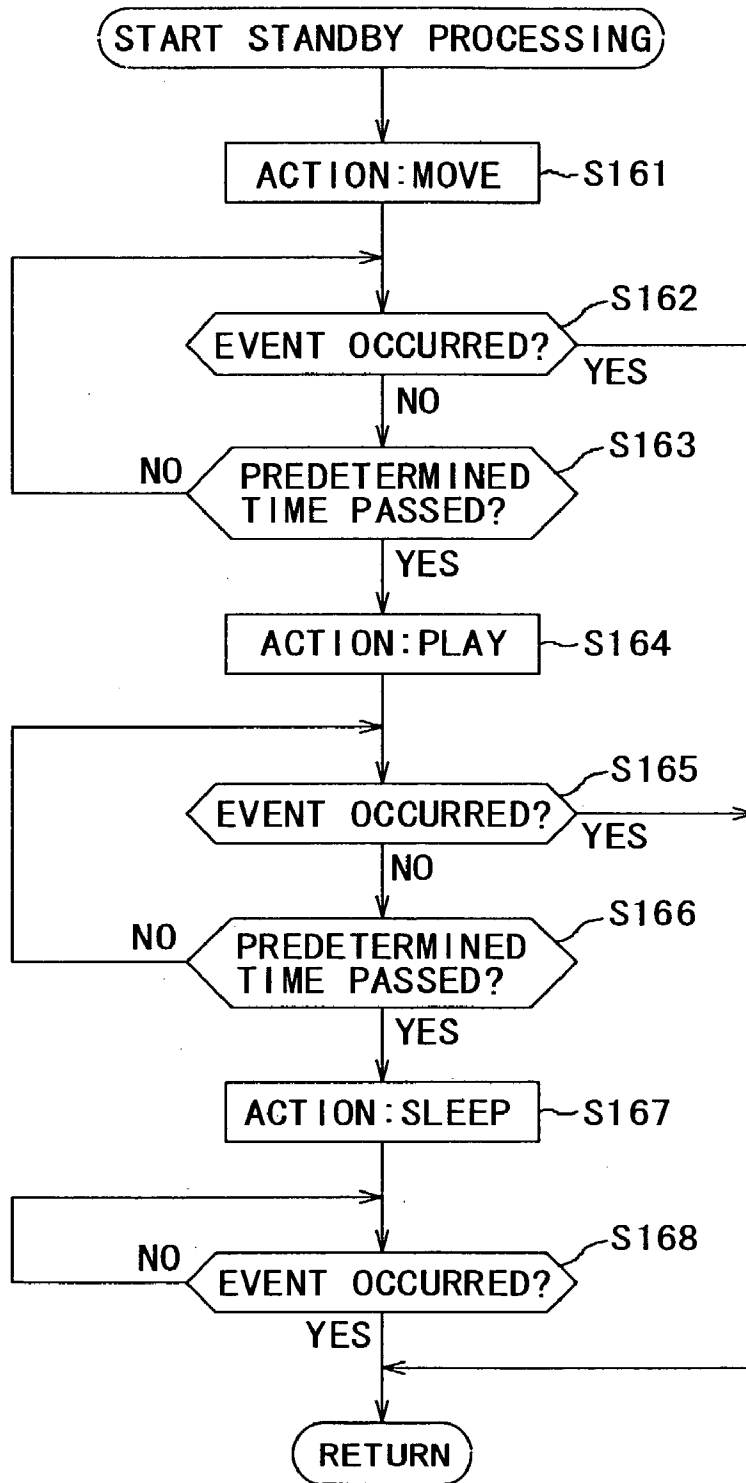 START STANDBY PROCESSING
ACTION:MOVE
S161
S162
EVENT OCCURRED?
YES
NO
S163
NO
PREDETERMINED
TIME PASSED?
YES
ACTION:PLAY
S164
S165
EVENT OCCURRED?
YES
NO
S166
NO
PREDETERMINED
TIME PASSED?
YES
ACTION:SLEEP
S167
S168
NO
EVENT OCCURRED?
YES
RETURN